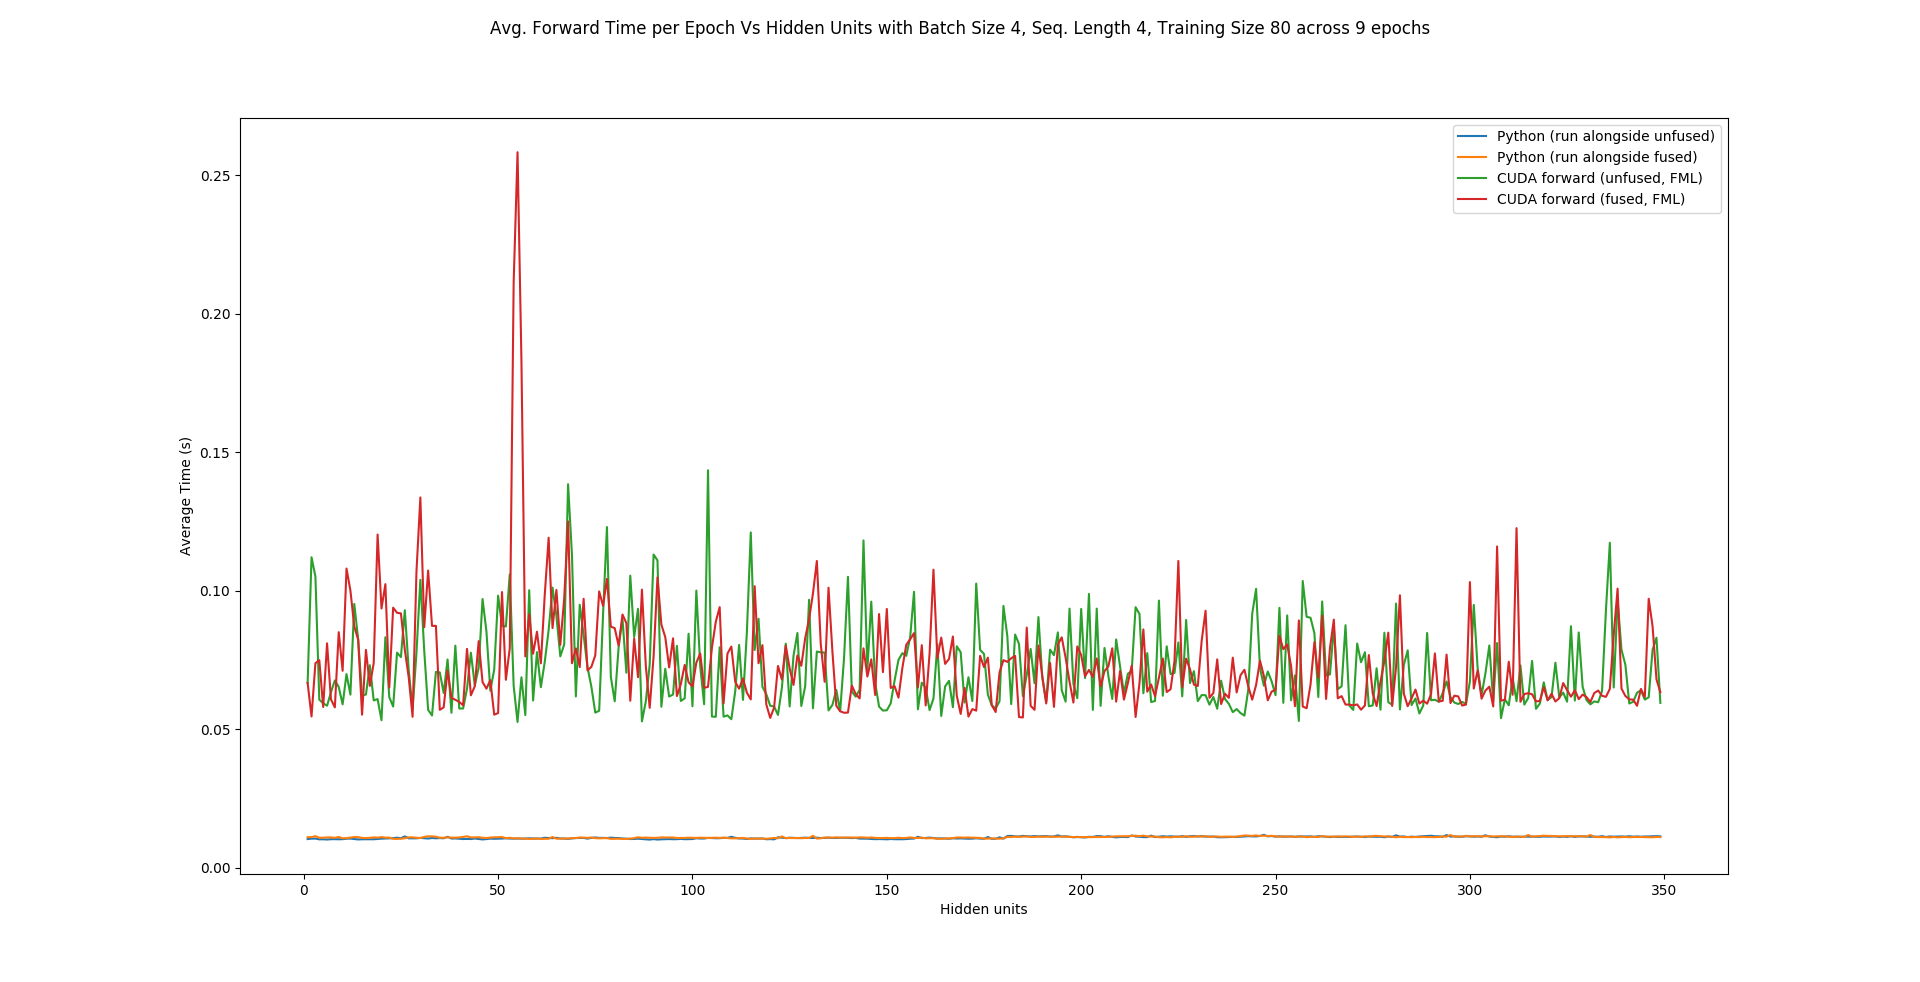 Avg. Forward Time per Epoch Vs Hidden Units with Batch Size 4, Seq. Length 4, Training Size 80 across 9 epochs
Python (run alongside unfused)
Python (run alongside fused)
CUDA forward (unfused, FML)
CUDA forward (fused, FML)
Average Time (s)
0.25
0.20
0.15
0.10
0.05
0.00
0 50 100 150 200 250 300 350
Hidden units